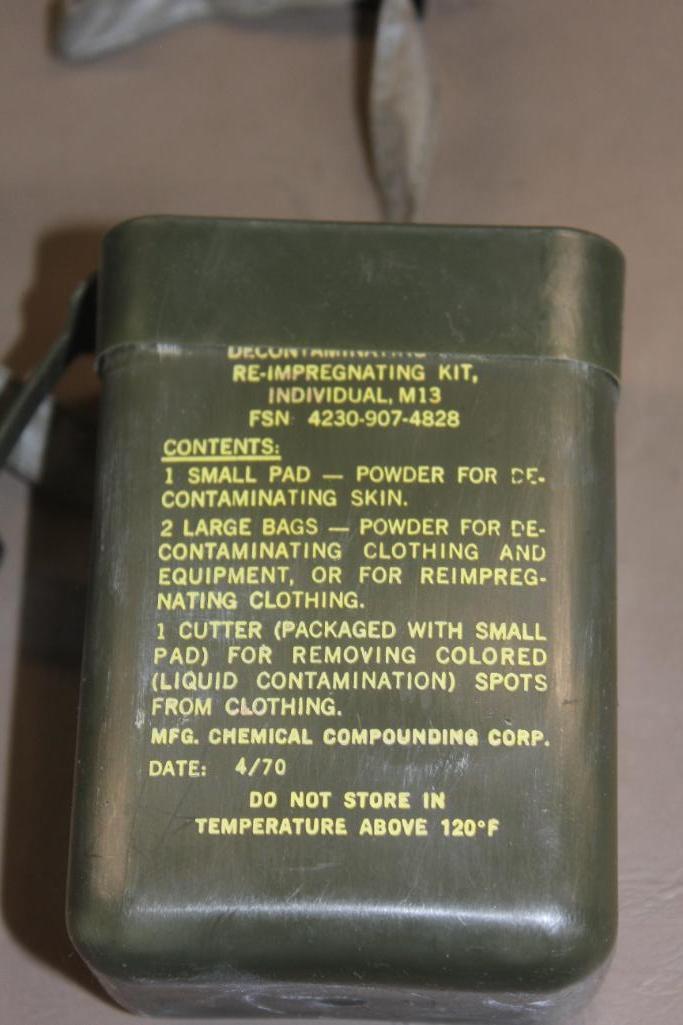 DECONTAMINATING
RE-IMPREGNATING KIT,
INDIVIDUAL, M13
FSN 4230-907-4828
CONTENTS:
1 SMALL PAD — POWDER FOR DE-
CONTAMINATING SKIN.
2 LARGE BAGS — POWDER FOR DE-
CONTAMINATING CLOTHING AND
EQUIPMENT, OR FOR REIMPREG-
NATING CLOTHING.
1 CUTTER (PACKAGED WITH SMALL
PAD) FOR REMOVING COLORED
(LIQUID CONTAMINATION) SPOTS
FROM CLOTHING.
MFG. CHEMICAL COMPOUNDING CORP.
DATE: 4/70
DO NOT STORE IN
TEMPERATURE ABOVE 120°F